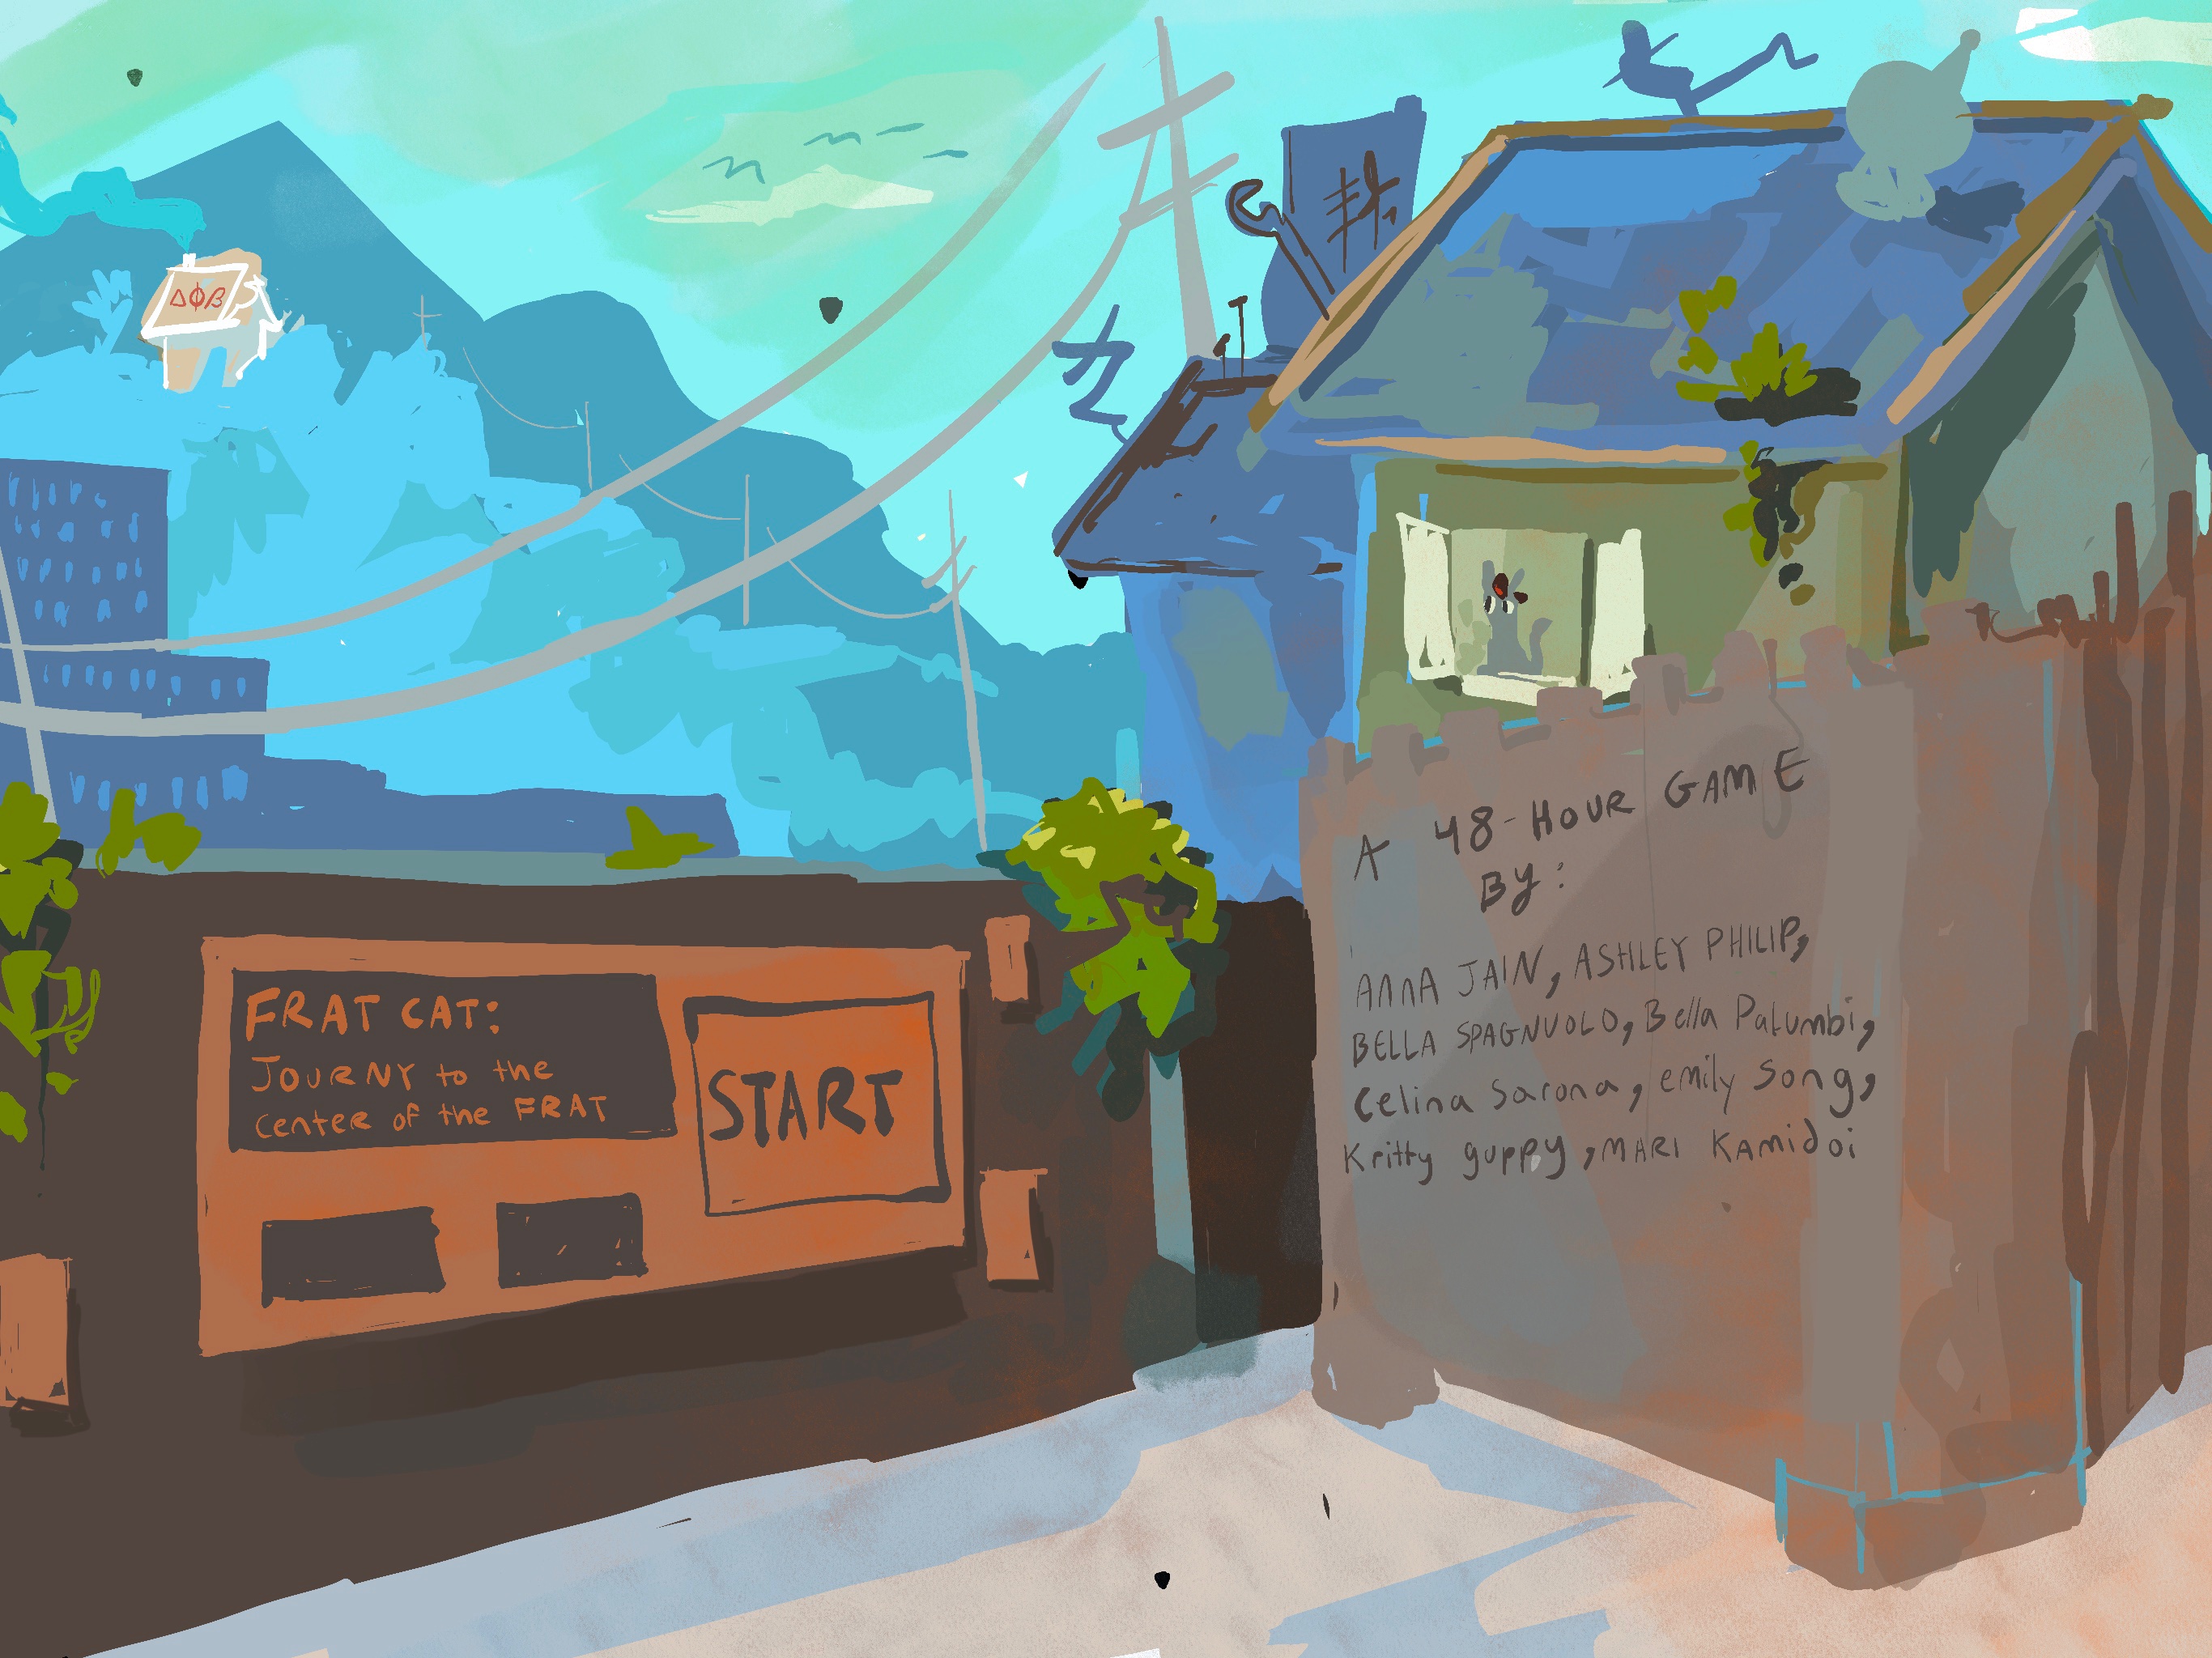 ΔΦβ
A 48-HOUR GAME
BY:
ANNA JAIN, ASHLEY PHILIP,
BELLA SPAGNUOLO, Bella Palumbi,
Celina Sarona, emily Song,
Kritty guppy, MARI KAMidoi
FRAT CAT:
JOURNY to the
center of the FRAT
START